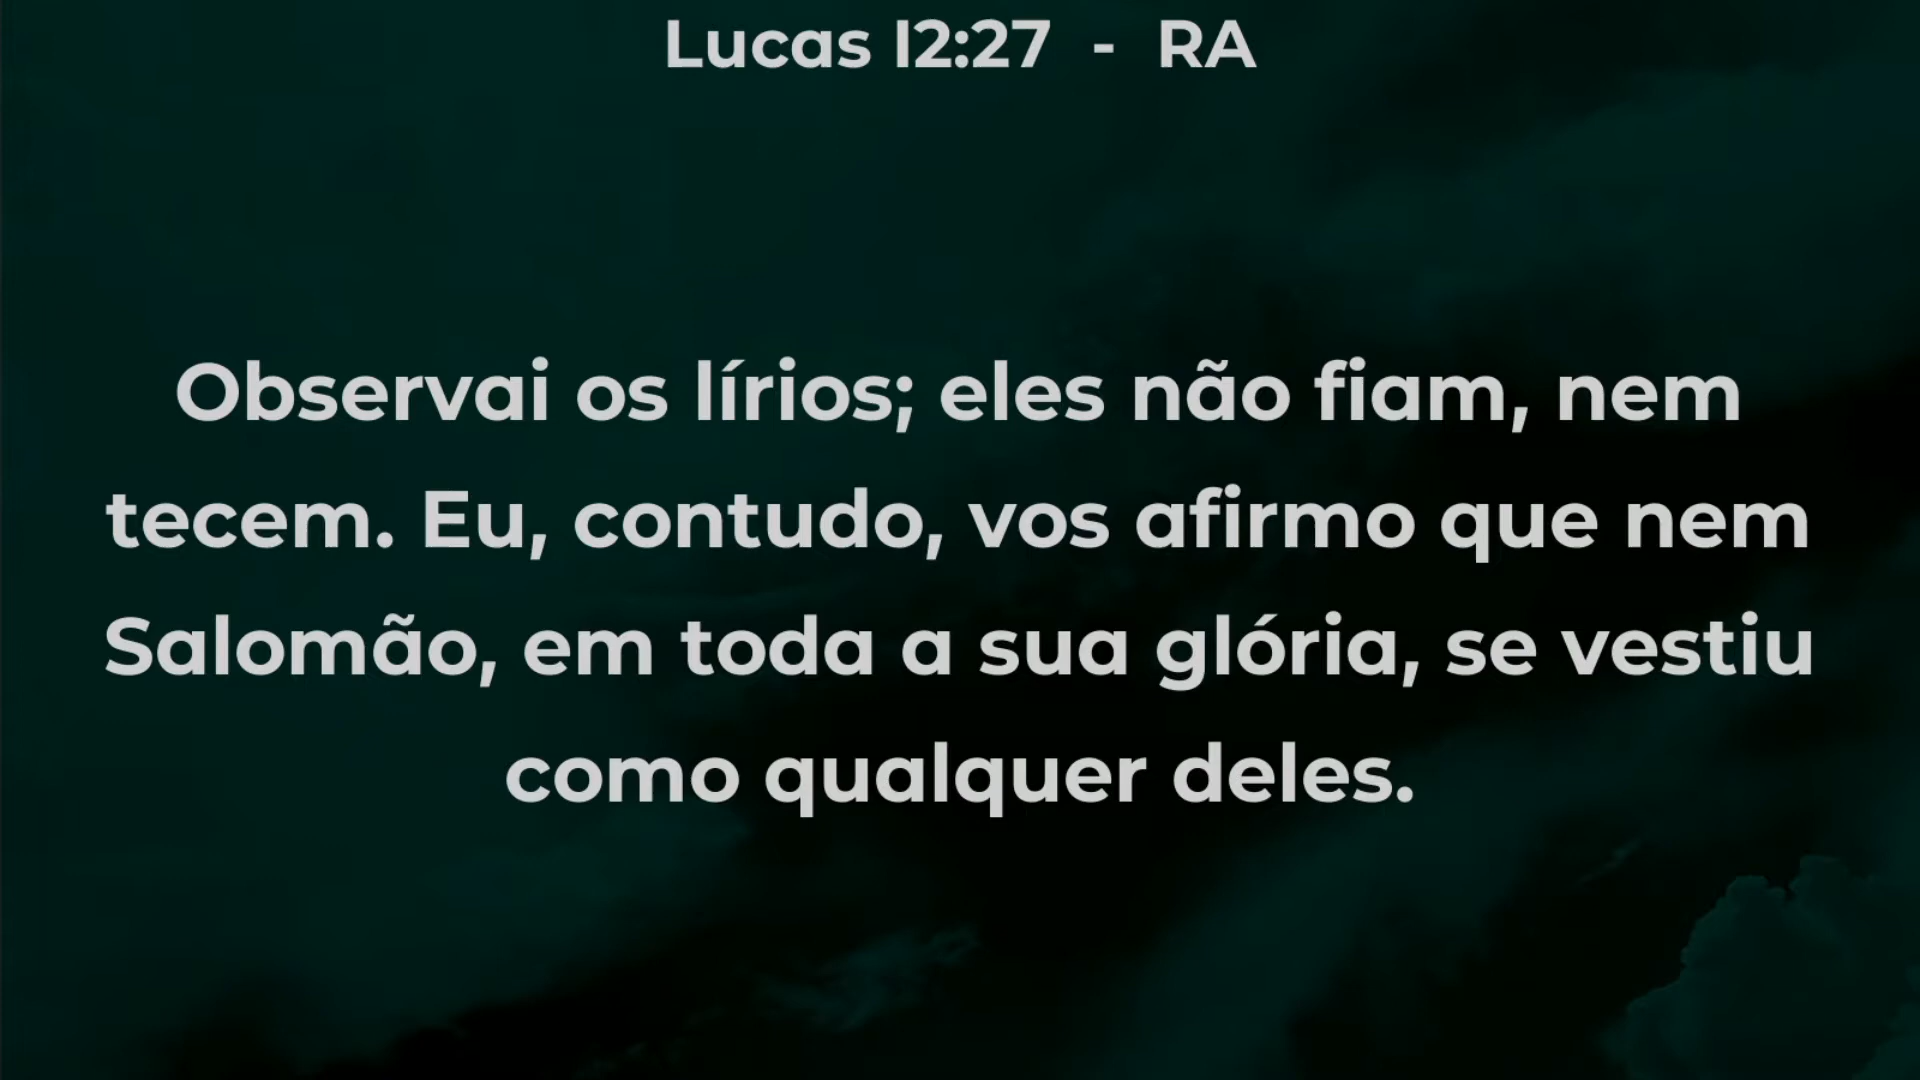 Lucas 12:27 - RA
Observai os lírios; eles não fiam, nem
tecem. Eu, contudo, vos afirmo que nem
Salomão, em toda a sua glória, se vestiu
como qualquer deles.